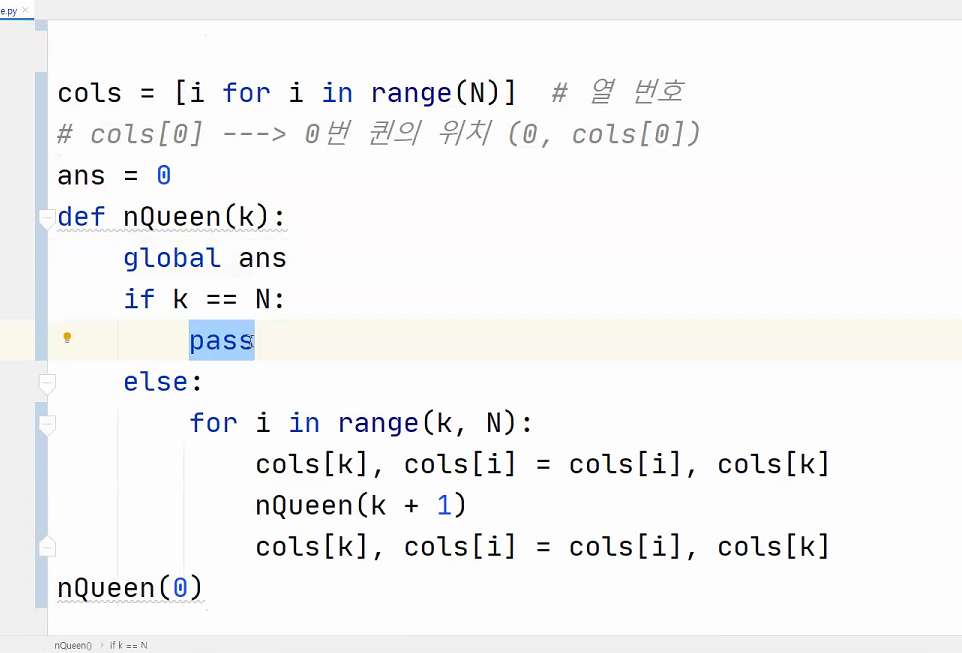 e.py
cols = [i for i in range(N)]  # 열 번호
# cols[0] ---> 0번 퀸의 위치 (0, cols[0])
ans = 0
def nQueen(k):
    global ans
    if k == N:
        pass
    else:
        for i in range(k, N):
            cols[k], cols[i] = cols[i], cols[k]
            nQueen(k + 1)
            cols[k], cols[i] = cols[i], cols[k]
nQueen(0)
nQueen() › if k == N